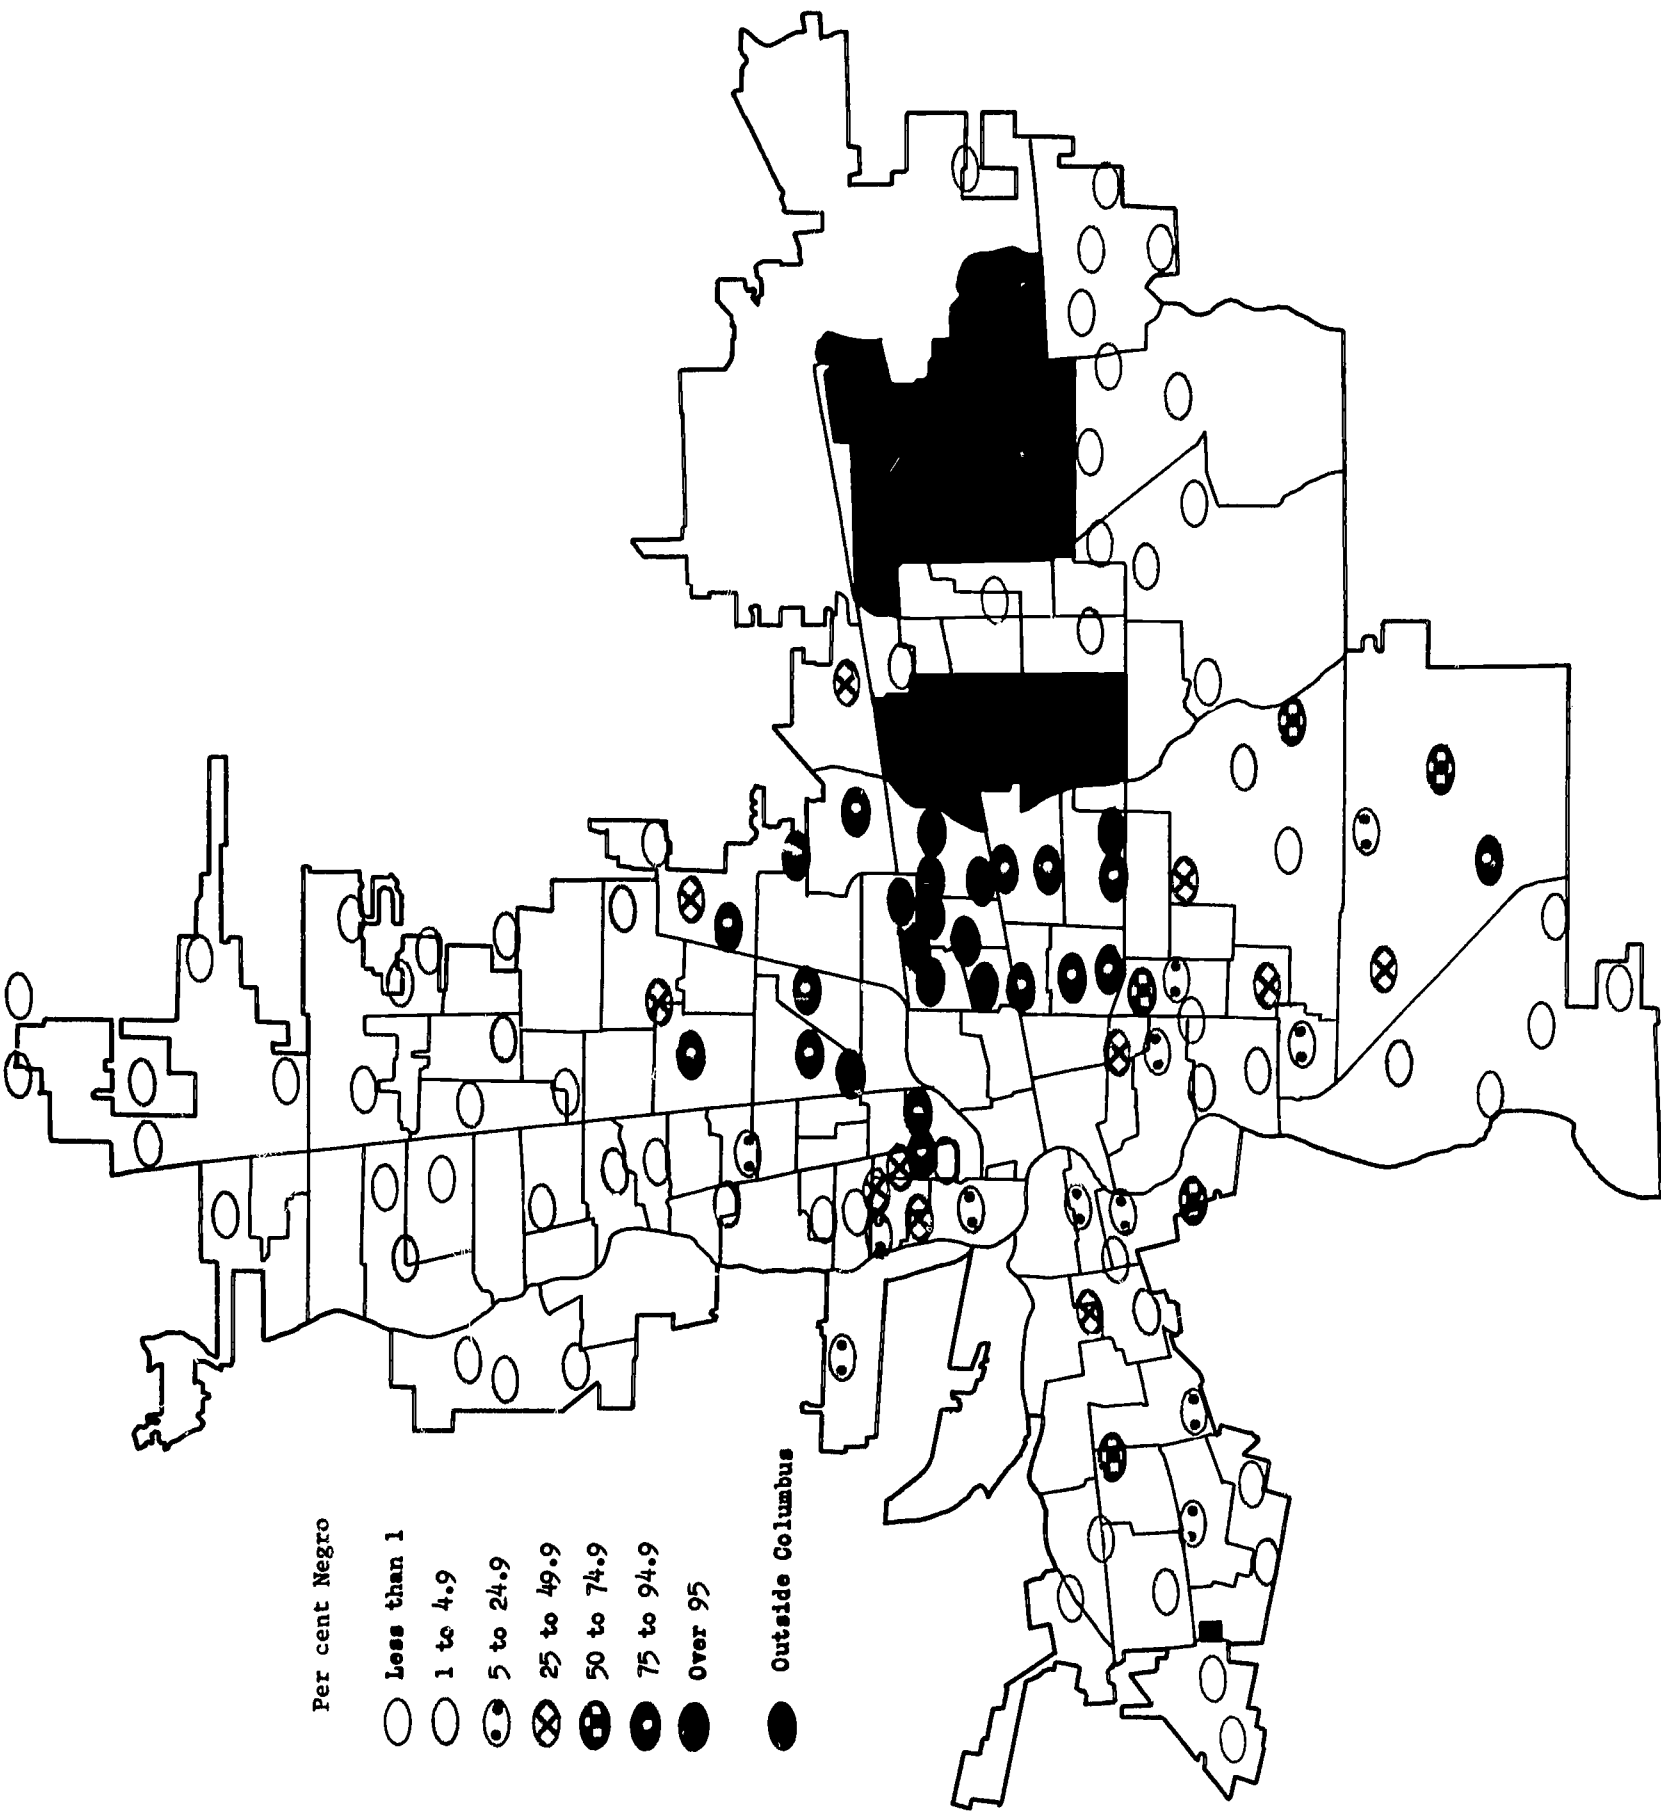 Per cent Negro
Less than 1
1 to 4.9
5 to 24.9
25 to 49.9
50 to 74.9
75 to 94.9
Over 95
Outside Columbus